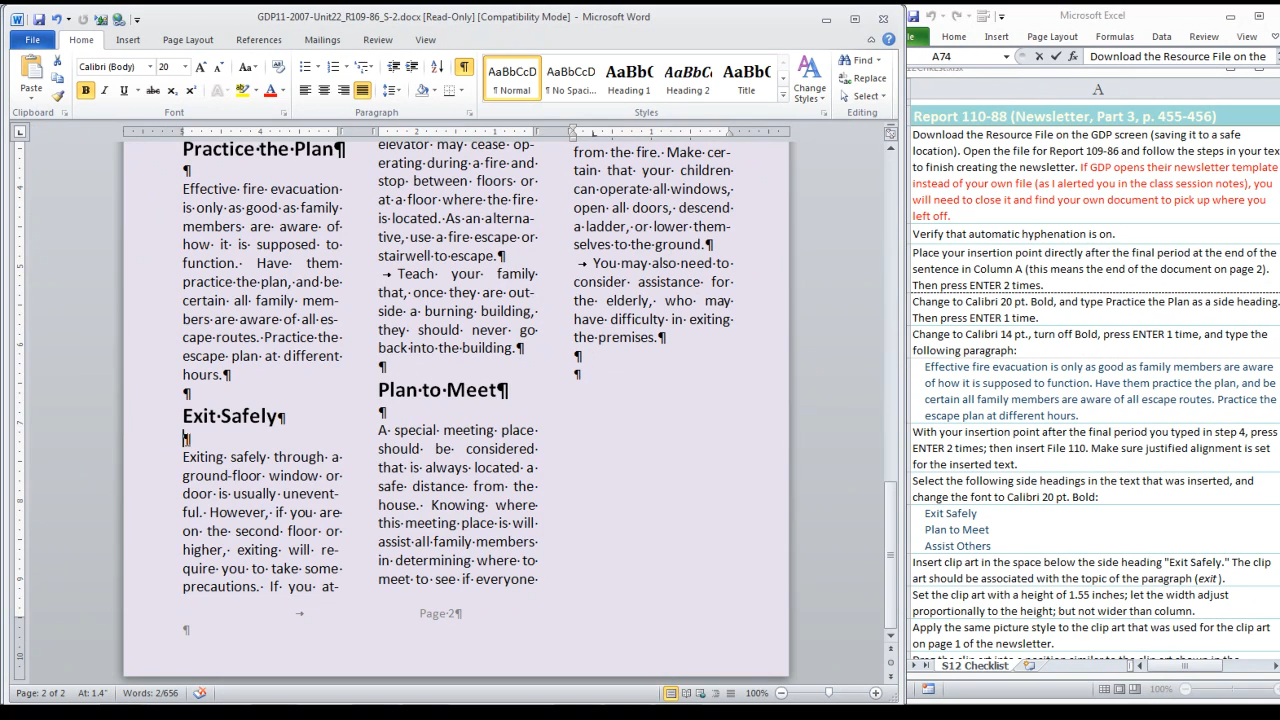 GDP11-2007-Unit22_R109-86_S-2.docx [Read-Only] [Compatibility Mode] - Microsoft Word
File Home Insert Page Layout References Mailings Review View
Calibri (Body) 20
Paste
AaBbCcD AaBbCcD AaBb( AaBbCcD AaBbC
¶ Normal ¶ No Spaci... Heading 1 Heading 2 Title
Change Styles
Find
Replace
Select
Clipboard Font Paragraph Styles Editing
Practice·the·Plan¶
¶
Effective fire evacuation
is·only·as·good·as·family·
members are aware of
how it is supposed to
function. Have them
practice·the·plan,·and·be·
certain all family mem-
bers·are·aware·of·all·es-
cape·routes.·Practice·the·
escape plan at different
hours.¶
¶
Exit·Safely¶
¶
Exiting safely through a
ground-floor window or
door is usually unevent-
ful. However, if you are
on the second floor or
higher, exiting will re-
quire you to take some
precautions. If you at-
elevator may cease op-
erating·during·a·fire·and·
stop between floors or
at·a·floor·where·the·fire·
is·located.·As·an·alterna-
tive,·use·a·fire·escape·or·
stairwell·to·escape.¶
Teach your family
that,·once·they·are·out-
side a burning building,
they should never go
back·into·the·building.¶
¶
Plan·to·Meet¶
¶
A special meeting place
should be considered
that is always located a
safe distance from the
house. Knowing where
this·meeting·place·is·will·
assist·all·family·members·
in determining where to
meet to see if everyone
from the fire. Make cer-
tain that your children
can·operate·all·windows,·
open all doors, descend
a·ladder,·or·lower·them-
selves·to·the·ground.¶
You·may·also·need·to·
consider assistance for
the elderly, who may
have difficulty in exiting
the·premises.¶
¶
¶
Page·2¶
¶
Page: 2 of 2 At: 1.4" Words: 2/656 100%
Microsoft Excel
Home Insert Page Layout Formulas Data Review View
A74 Download the Resource File on the
A
Report 110-88 (Newsletter, Part 3, p. 455-456)
Download the Resource File on the GDP screen (saving it to a safe
location). Open the file for Report 109-86 and follow the steps in your text
to finish creating the newsletter. If GDP opens their newsletter template
instead of your own file (as I alerted you in the class session notes), you
will need to close it and find your own document to pick up where you
left off.
Verify that automatic hyphenation is on.
Place your insertion point directly after the final period at the end of the
sentence in Column A (this means the end of the document on page 2).
Then press ENTER 2 times.
Change to Calibri 20 pt. Bold, and type Practice the Plan as a side heading.
Then press ENTER 1 time.
Change to Calibri 14 pt., turn off Bold, press ENTER 1 time, and type the
following paragraph:
Effective fire evacuation is only as good as family members are aware
of how it is supposed to function. Have them practice the plan, and be
certain all family members are aware of all escape routes. Practice the
escape plan at different hours.
With your insertion point after the final period you typed in step 4, press
ENTER 2 times; then insert File 110. Make sure justified alignment is set
for the inserted text.
Select the following side headings in the text that was inserted, and
change the font to Calibri 20 pt. Bold:
Exit Safely
Plan to Meet
Assist Others
Insert clip art in the space below the side heading "Exit Safely." The clip
art should be associated with the topic of the paragraph (exit ).
Set the clip art with a height of 1.55 inches; let the width adjust
proportionally to the height; but not wider than column.
Apply the same picture style to the clip art that was used for the clip art
on page 1 of the newsletter.
S12 Checklist
100%